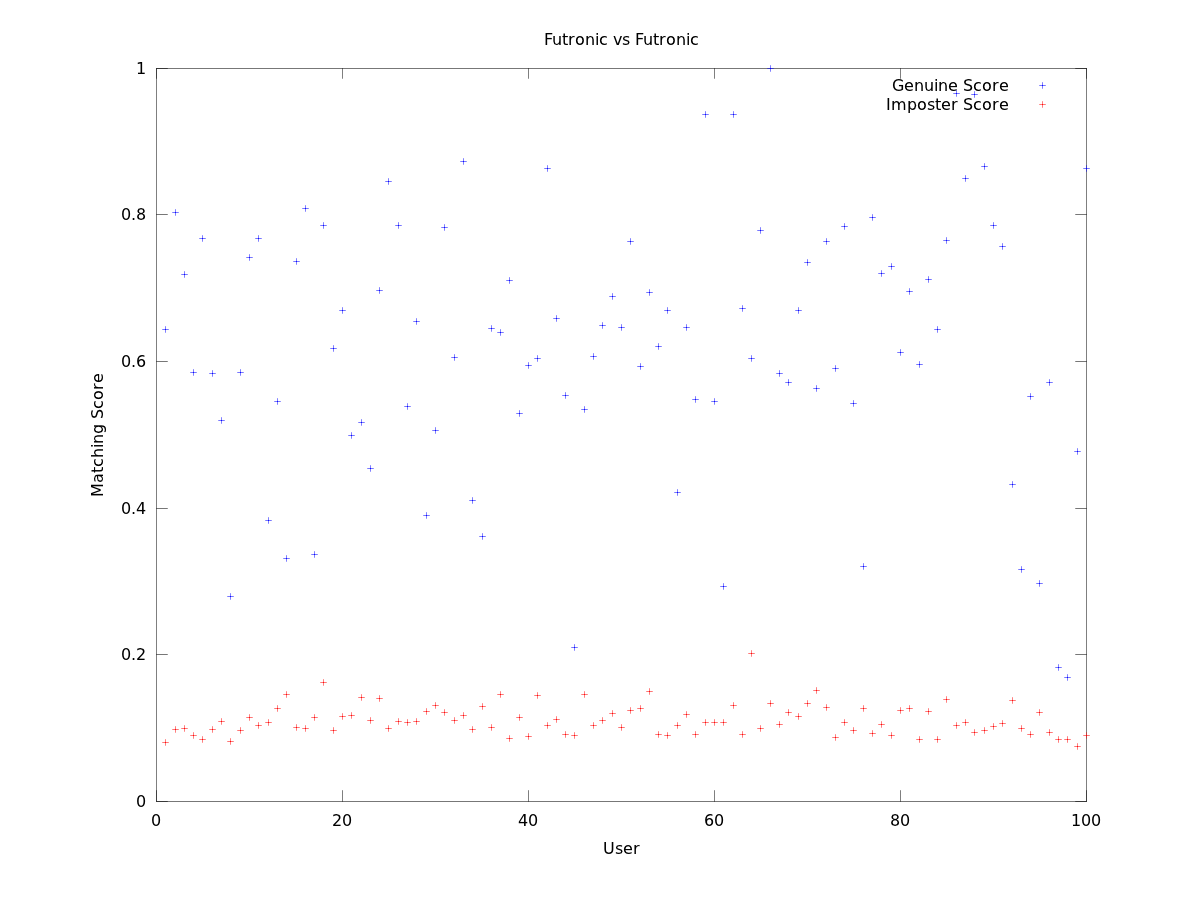 Futronic vs Futronic
Genuine Score
Imposter Score
1
0.8
0.6
0.4
0.2
0
Matching Score
0 20 40 60 80 100
User